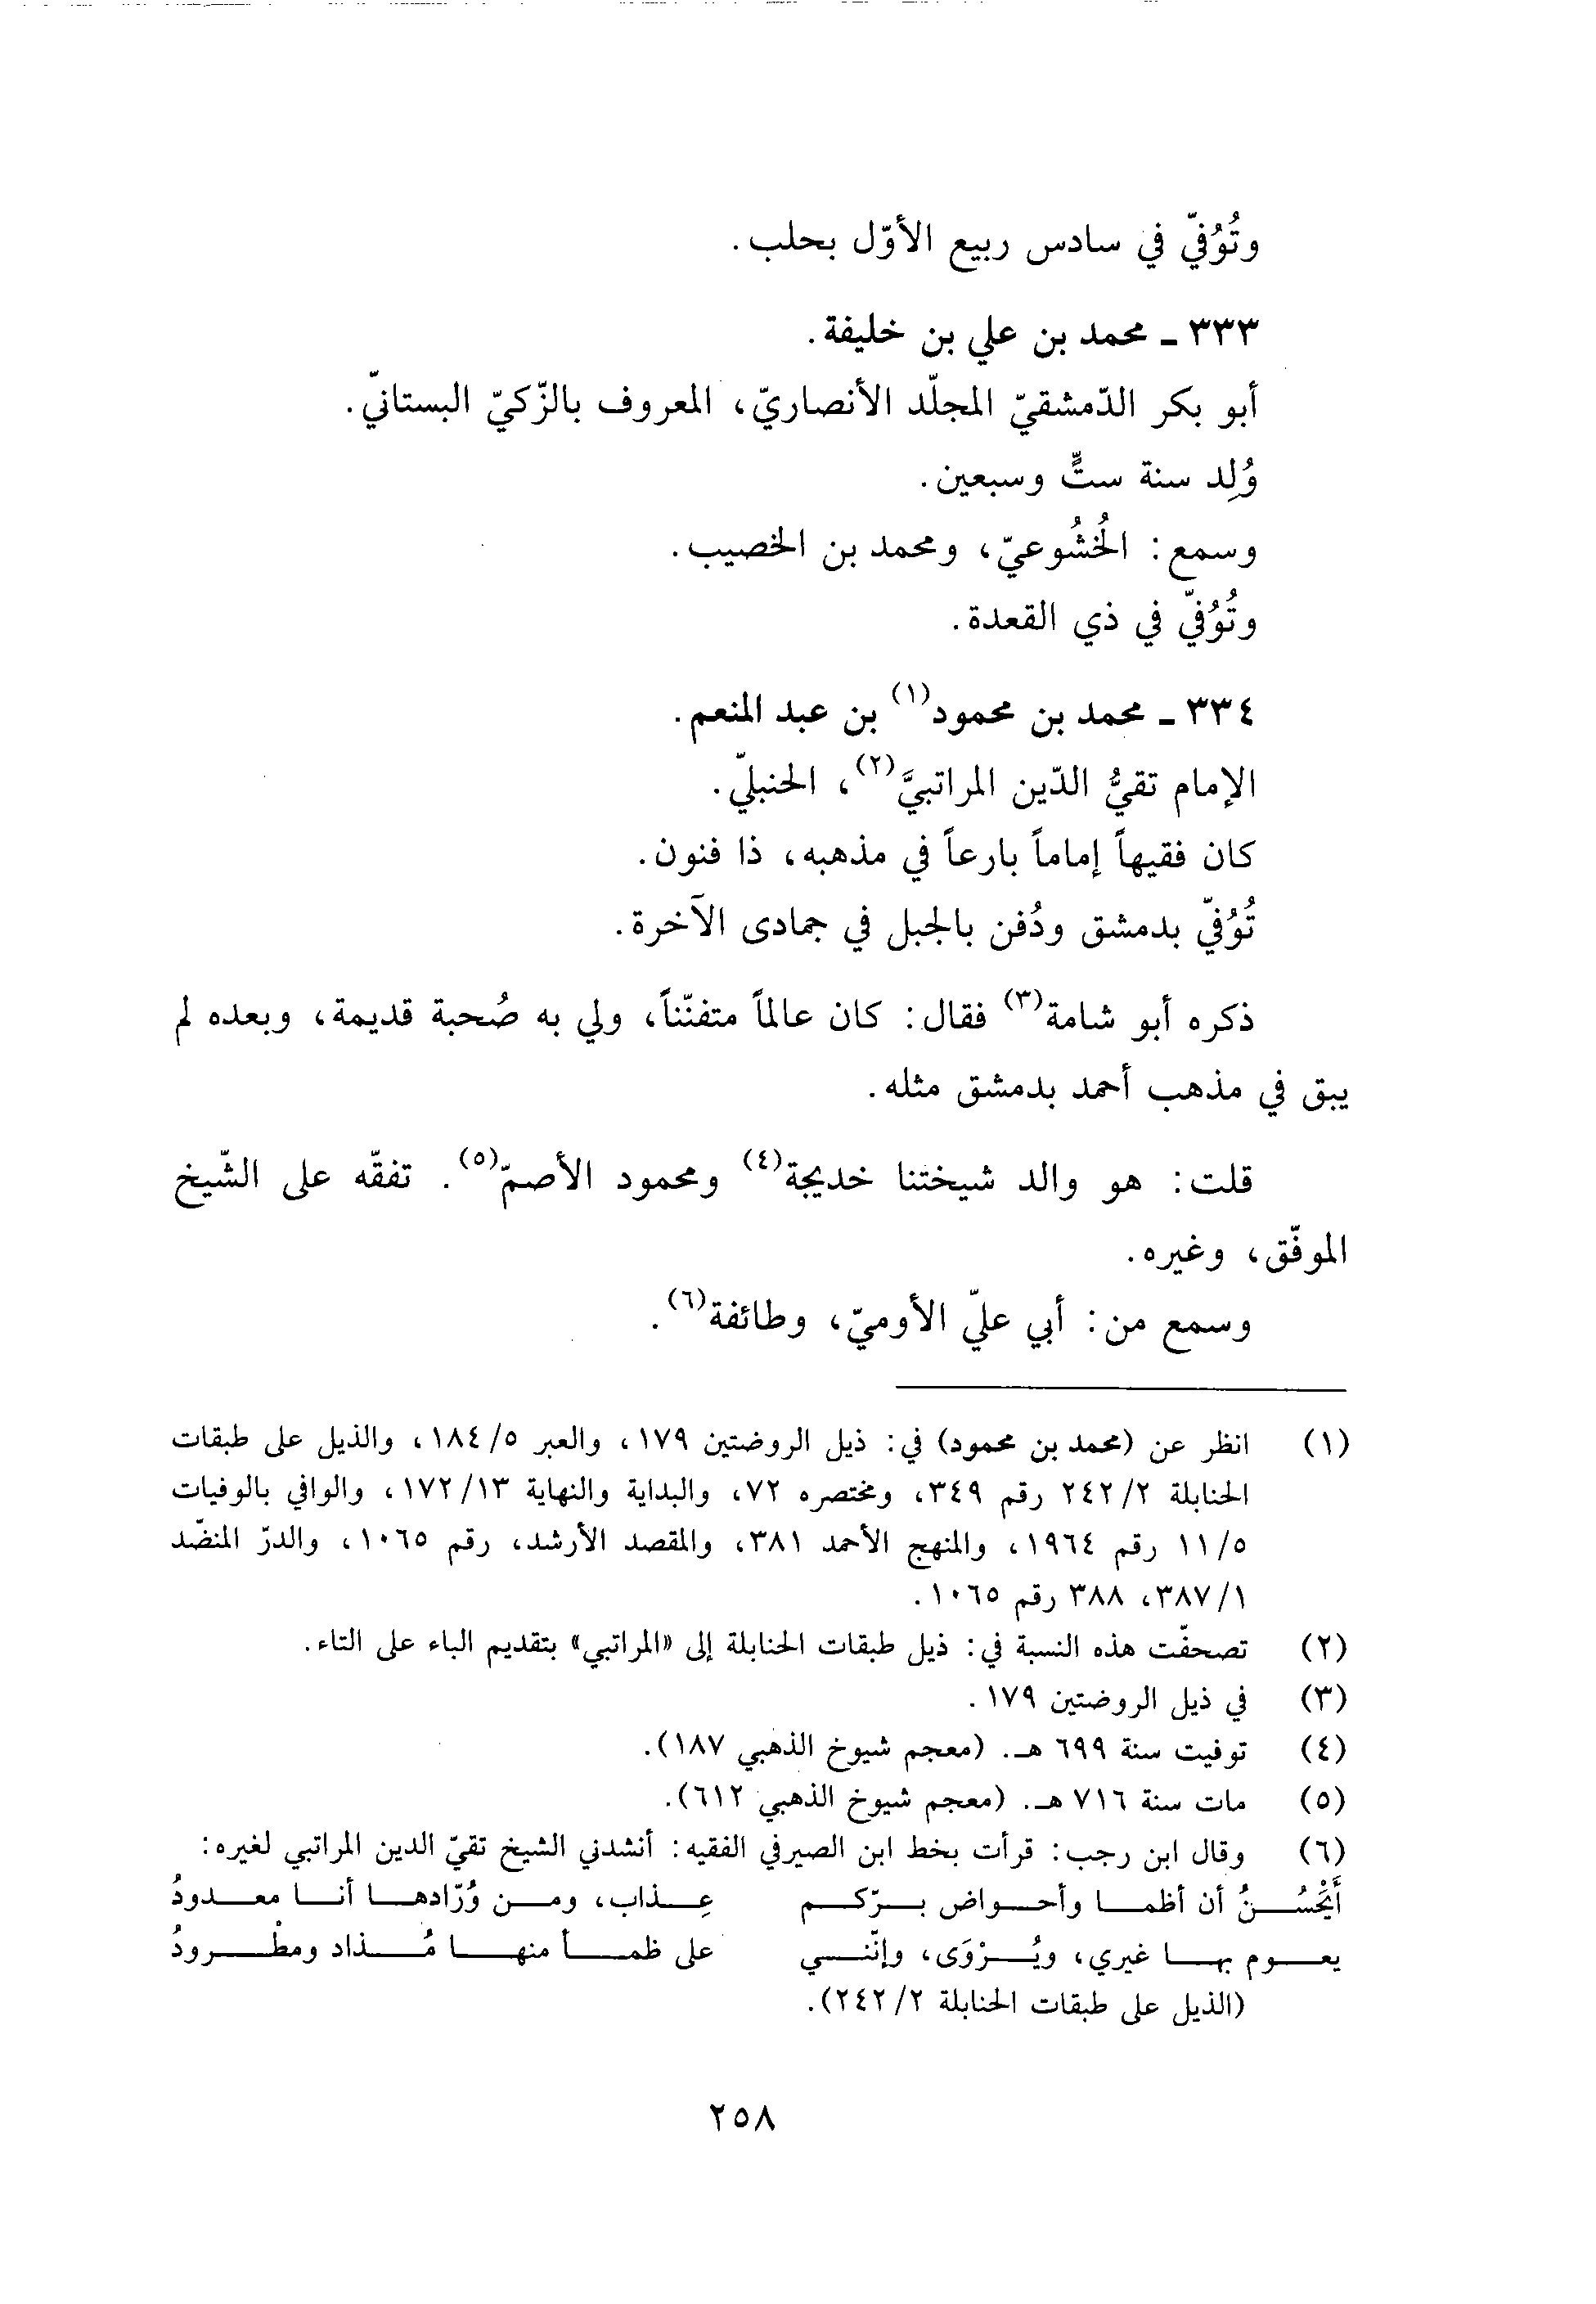 وتُوُفّي في سادس ربيع الأوّل بحلب.
٣٣٣ ـ محمد بن علي بن خليفة.
أبو بكر الدّمشقيّ المجلّد الأنصاريّ، المعروف بالزّكيّ البستانيّ.
وُلِد سنة ستٍّ وسبعين.
وسمع: الخُشُوعيّ، ومحمد بن الخصيب.
وتُوُفّي في ذي القعدة.
٣٣٤ ـ محمد بن محمود(١) بن عبد المنعم.
الإمام تقيُّ الدّين المراتبيَّ(٢)، الحنبليّ.
كان فقيهاً إماماً بارعاً في مذهبه، ذا فنون.
تُوُفّي بدمشق ودُفن بالجبل في جمادى الآخرة.
ذكره أبو شامة(٣) فقال: كان عالماً متفنّناً، ولي به صُحبة قديمة، وبعده لم
يبق في مذهب أحمد بدمشق مثله.
قلت: هو والد شيختنا خديجة(٤) ومحمود الأصمّ(٥). تفقّه على الشّيخ
الموفّق، وغيره.
وسمع من: أبي عليّ الأوميّ، وطائفة(٦).
(١) انظر عن (محمد بن محمود) في: ذيل الروضتين ١٧٩، والعبر ١٨٤/٥، والذيل على طبقات
الحنابلة ٢٤٢/٢ رقم ٣٤٩، ومختصره ٧٢، والبداية والنهاية ١٧٢/١٣، والوافي بالوفيات
١١/٥ رقم ١٩٦٤، والمنهج الأحمد ٣٨١، والمقصد الأرشد، رقم ١٠٦٥، والدرّ المنضّد
٣٨٧/١، ٣٨٨ رقم ١٠٦٥.
(٢) تصحفّت هذه النسبة في: ذيل طبقات الحنابلة إلى «المراتبي» بتقديم الباء على التاء.
(٣) في ذيل الروضتين ١٧٩.
(٤) توفيت سنة ٦٩٩ هـ. (معجم شيوخ الذهبي ١٨٧).
(٥) مات سنة ٧١٦ هـ. (معجم شيوخ الذهبي ٦١٢).
(٦) وقال ابن رجب: قرأت بخط ابن الصيرفي الفقيه: أنشدني الشيخ تقيّ الدين المراتبي لغيره:
أَيَحْسُنُ أن أظما وأحواض برّكم عِذاب، ومن وُرّادها أنا معدودُ
يعوم بها غيري، ويُرْوَى، وإنّني على ظمأ منها مُذاد ومطْرودُ
(الذيل على طبقات الحنابلة ٢٤٢/٢).
٢٥٨